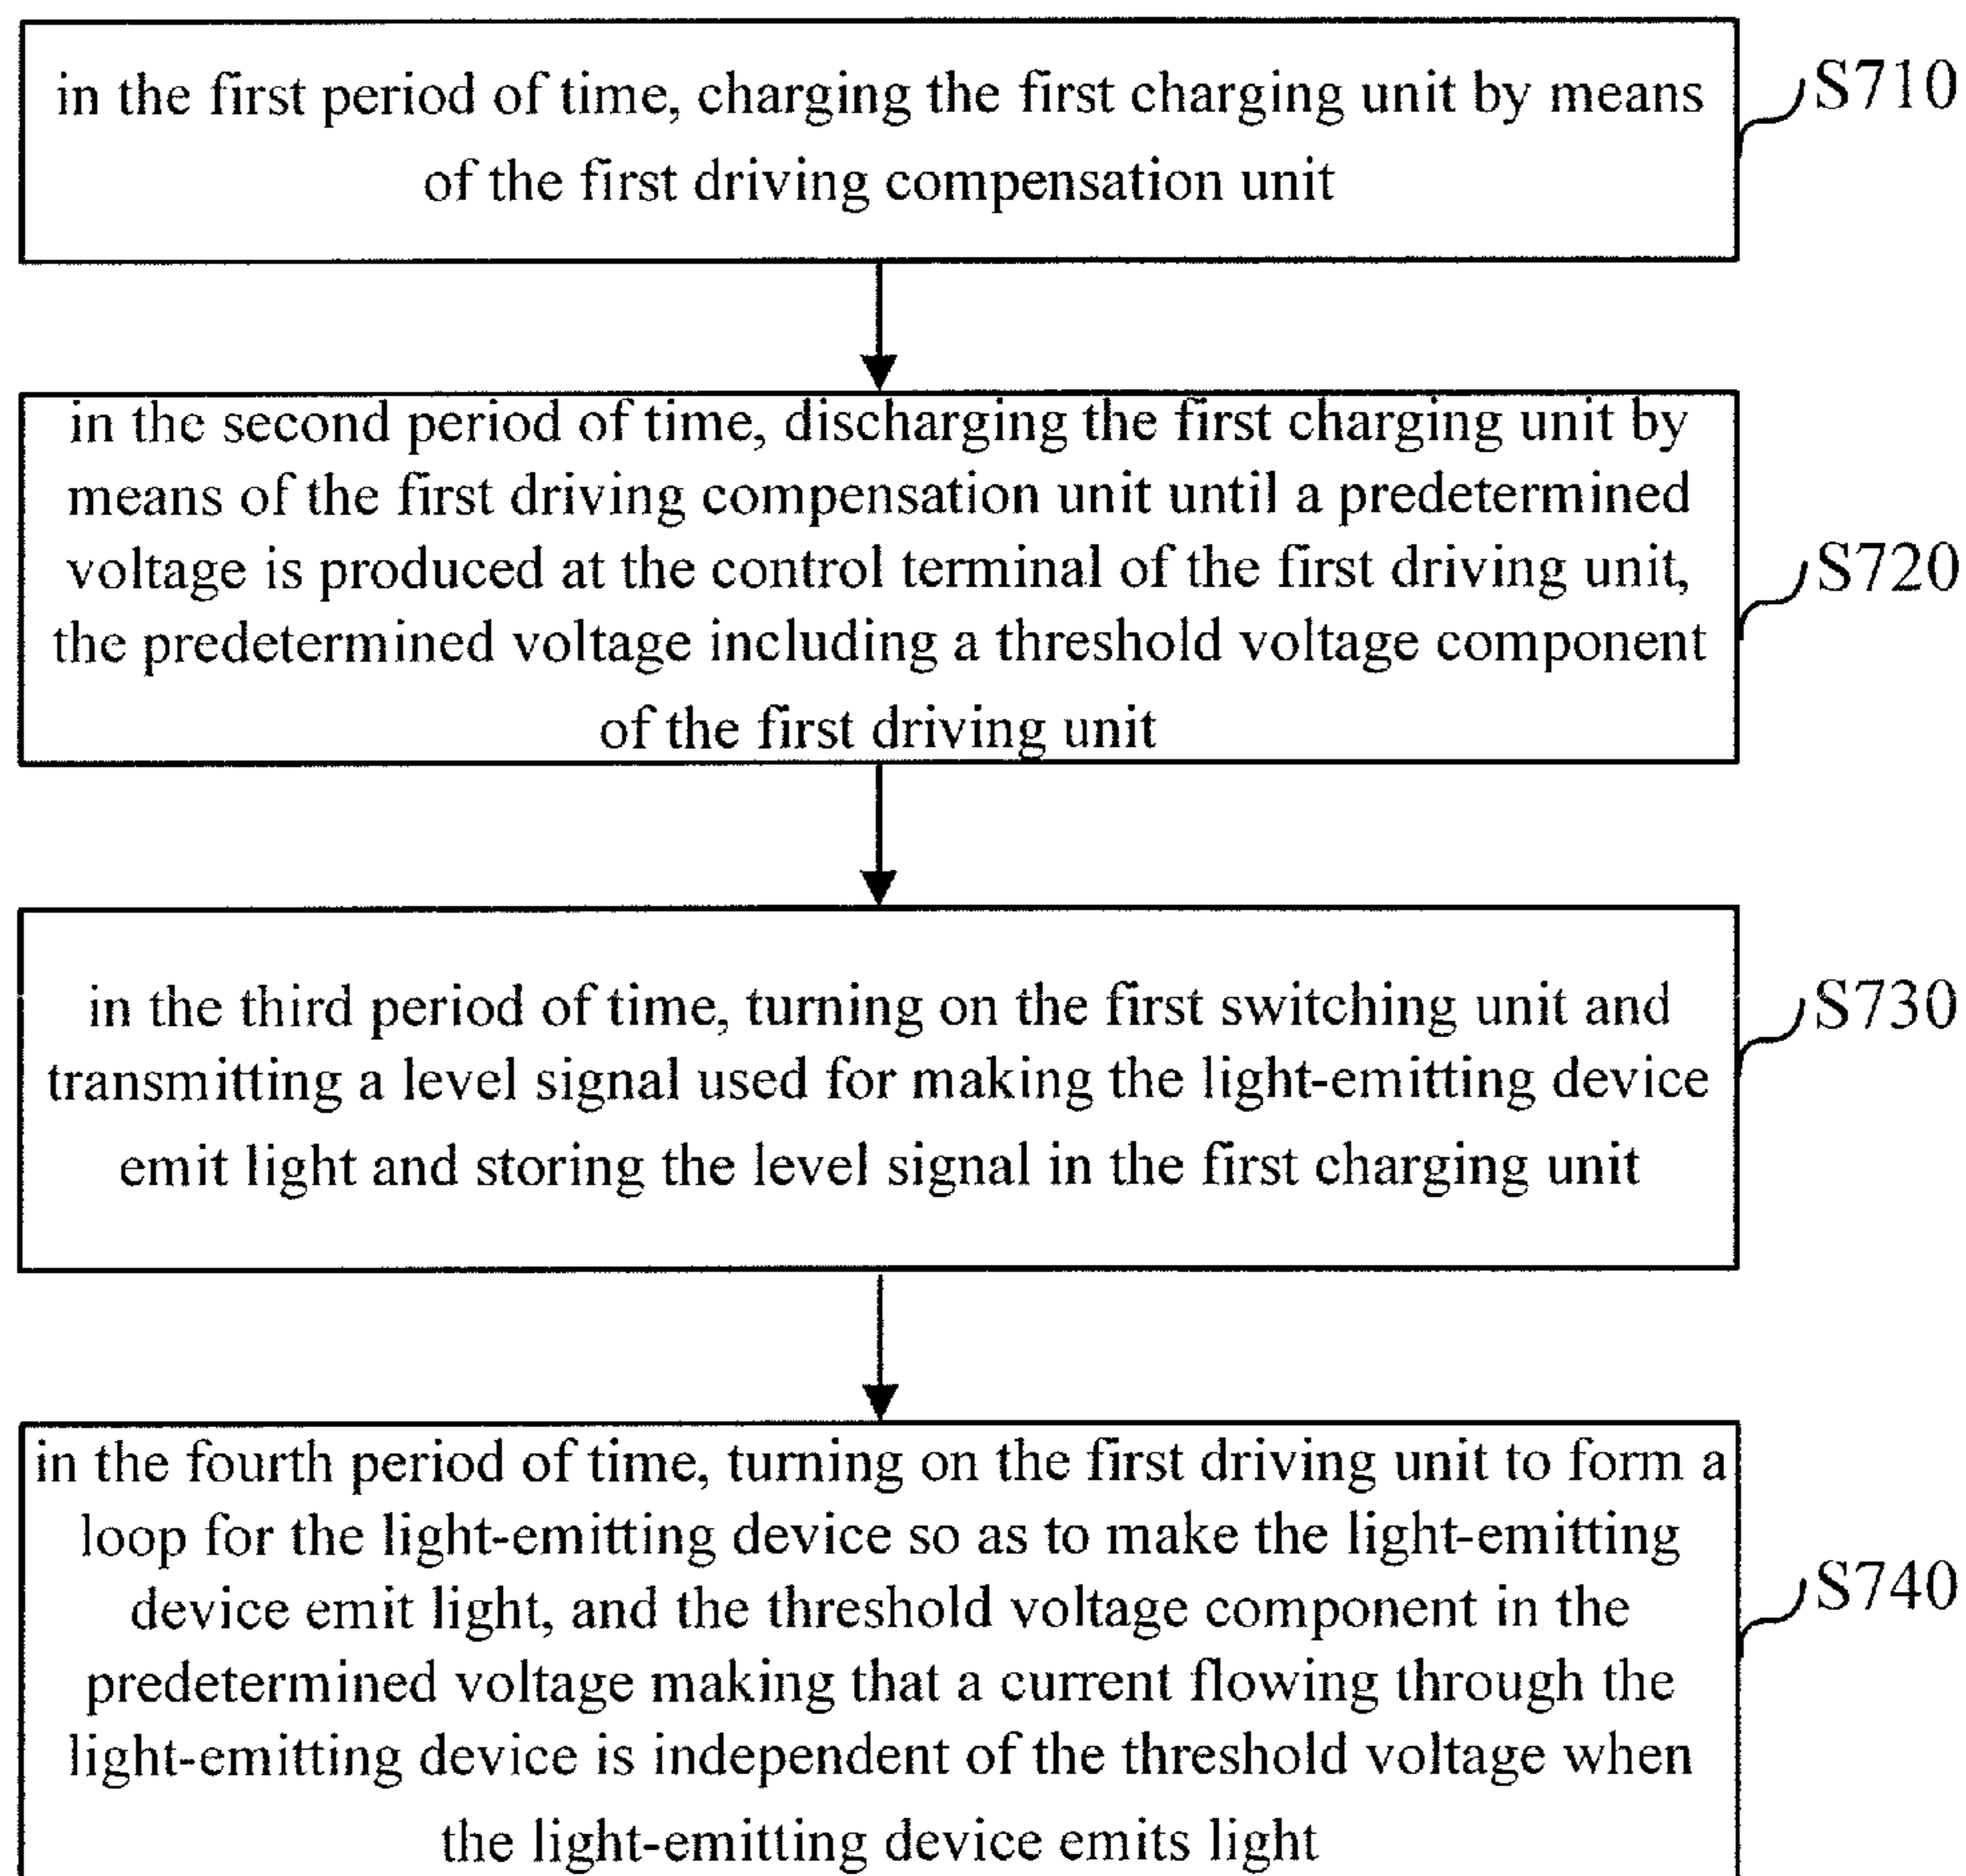 in the first period of time, charging the first charging unit by means
of the first driving compensation unit
S710
in the second period of time, discharging the first charging unit by
means of the first driving compensation unit until a predetermined
voltage is produced at the control terminal of the first driving unit,
the predetermined voltage including a threshold voltage component
of the first driving unit
S720
in the third period of time, turning on the first switching unit and
transmitting a level signal used for making the light-emitting device
emit light and storing the level signal in the first charging unit
S730
in the fourth period of time, turning on the first driving unit to form a
loop for the light-emitting device so as to make the light-emitting
device emit light, and the threshold voltage component in the
predetermined voltage making that a current flowing through the
light-emitting device is independent of the threshold voltage when
the light-emitting device emits light
S740